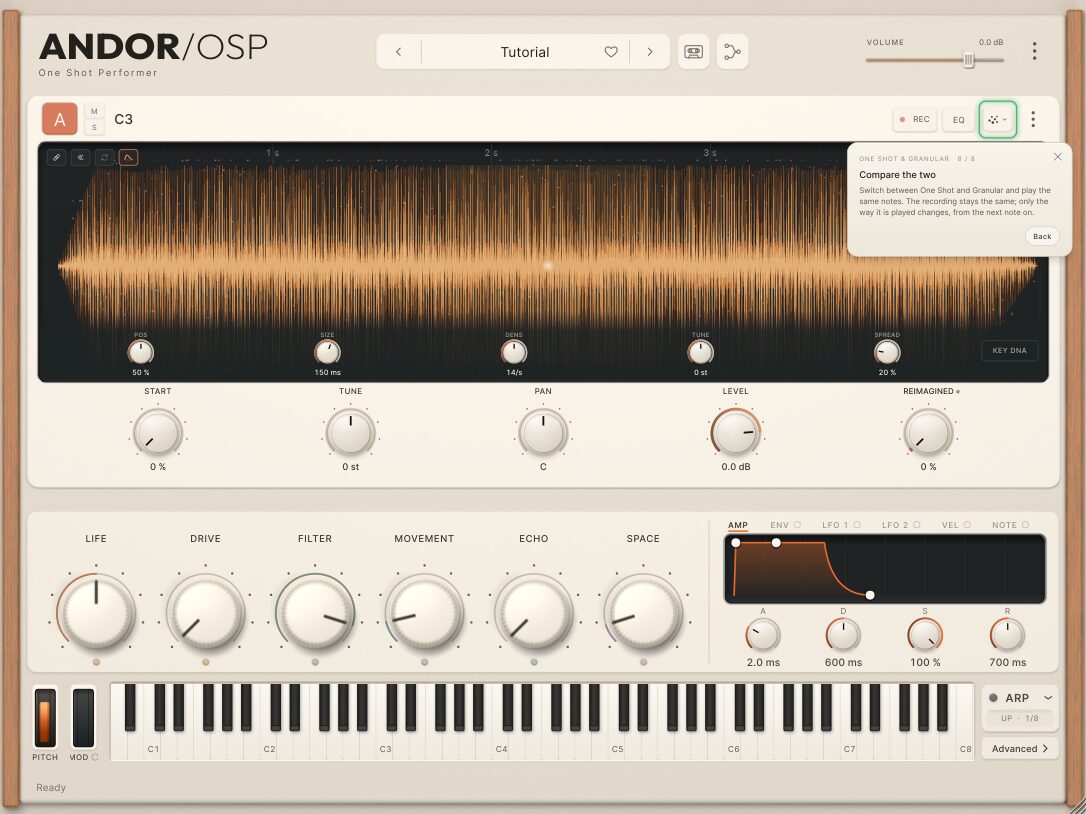 ANDOR/OSP
One Shot Performer
Tutorial
VOLUME 0.0 dB
A
M
S
C3
REC
EQ
1 s 2 s 3 s
ONE SHOT & GRANULAR 8 / 8
Compare the two
Switch between One Shot and Granular and play the
same notes. The recording stays the same; only the
way it is played changes, from the next note on.
Back
POS SIZE DENS TUNE SPREAD
50 % 150 ms 14/s 0 st 20 %
KEY DNA
START TUNE PAN LEVEL REIMAGINED
0 % 0 st C 0.0 dB 0 %
LIFE DRIVE FILTER MOVEMENT ECHO SPACE
AMP ENV LFO 1 LFO 2 VEL NOTE
A D S R
2.0 ms 600 ms 100 % 700 ms
PITCH MOD
C1 C2 C3 C4 C5 C6 C7 C8
ARP
UP · 1/8
Advanced
Ready